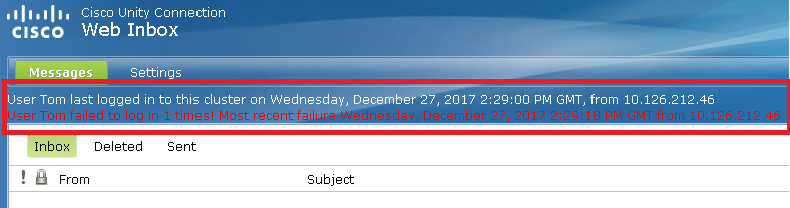 Cisco Unity Connection
CISCO Web Inbox
Messages Settings
User Tom last logged in to this cluster on Wednesday, December 27, 2017 2:29:00 PM GMT, from 10.126.212.46
User Tom failed to log in 1 times! Most recent failure Wednesday, December 27, 2017 2:29:18 PM GMT from 10.126.212.46
Inbox Deleted Sent
! From Subject